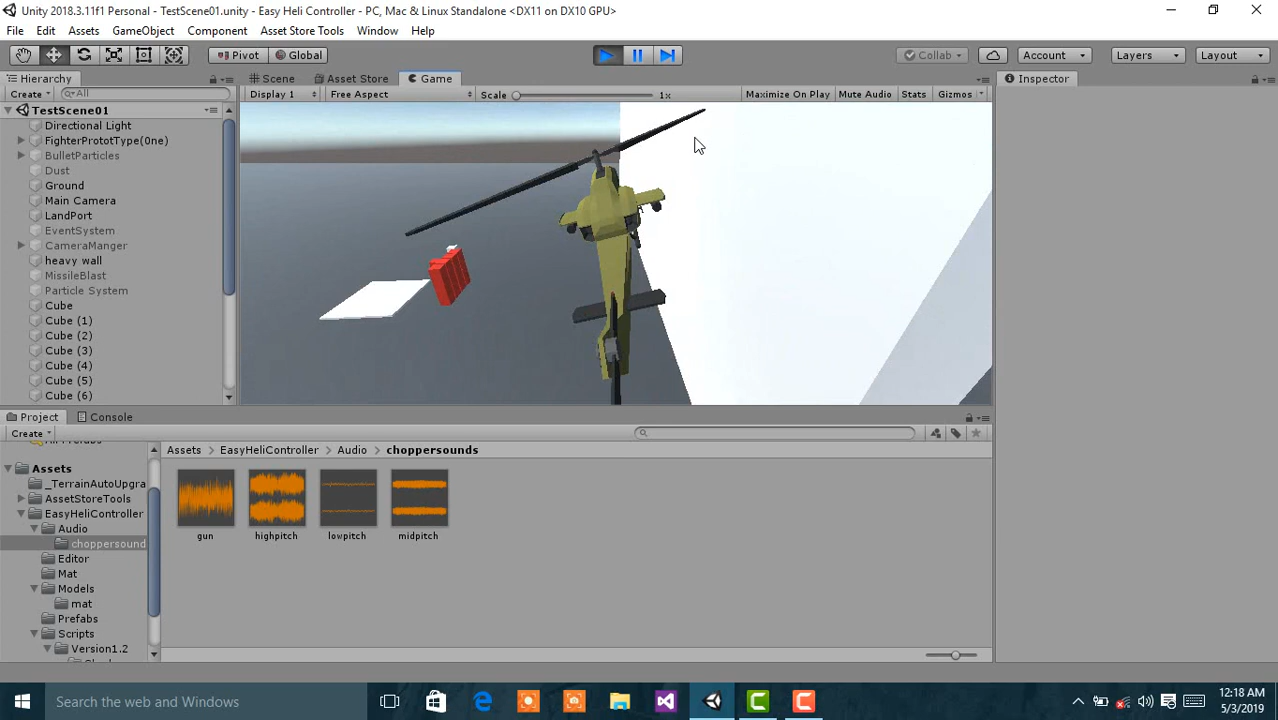 Unity 2018.3.11f1 Personal - TestScene01.unity - Easy Heli Controller - PC, Mac & Linux Standalone <DX11 on DX10 GPU>
File Edit Assets GameObject Component Asset Store Tools Window Help
Pivot Global Collab Account Layers Layout
Hierarchy Scene Asset Store Game Inspector
Create All Display 1 Free Aspect Scale 1x Maximize On Play Mute Audio Stats Gizmos
TestScene01
Directional Light
FighterPrototType(0ne)
BulletParticles
Dust
Ground
Main Camera
LandPort
EventSystem
CameraManger
heavy wall
MissileBlast
Particle System
Cube
Cube (1)
Cube (2)
Cube (3)
Cube (4)
Cube (5)
Cube (6)
Project Console
Create
Assets EasyHeliController Audio choppersounds
Assets
_TerrainAutoUpgra
AssetStoreTools
EasyHeliController
Audio
choppersound
Editor
Mat
Models
mat
Prefabs
Scripts
Version1.2
gun highpitch lowpitch midpitch
Search the web and Windows
12:18 AM
5/3/2019